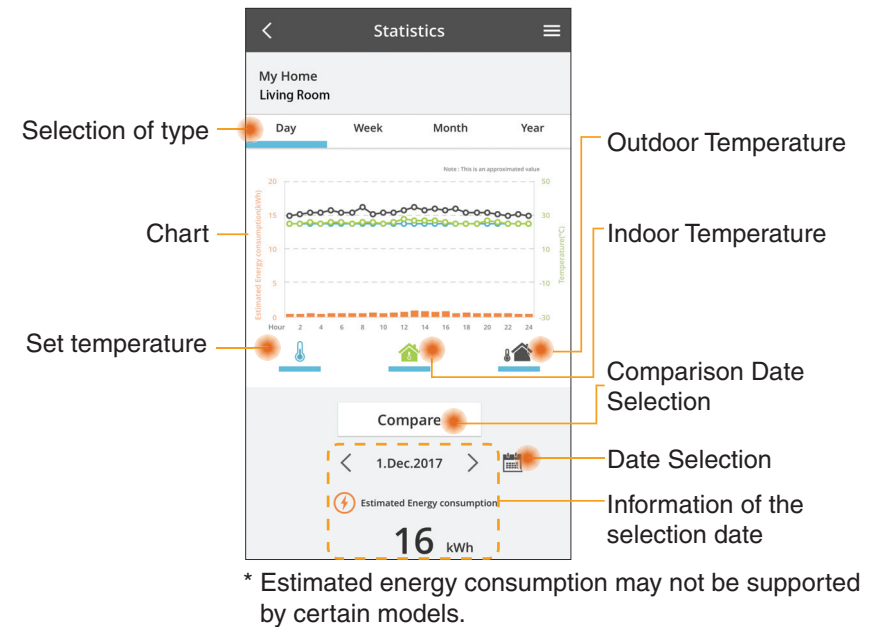 Statistics
My Home
Living Room
Selection of type
Day Week Month Year
Outdoor Temperature
Note : This is an approximated value
Chart
Estimated Energy consumption(kWh)
20
15
10
5
0
50
30
10
-10
-30
Temperature(°C)
Indoor Temperature
Hour 2 4 6 8 10 12 14 16 18 20 22 24
Set temperature
Comparison Date
Selection
Compare
1.Dec.2017
Date Selection
Estimated Energy consumption
Information of the
selection date
16 kWh
* Estimated energy consumption may not be supported
by certain models.